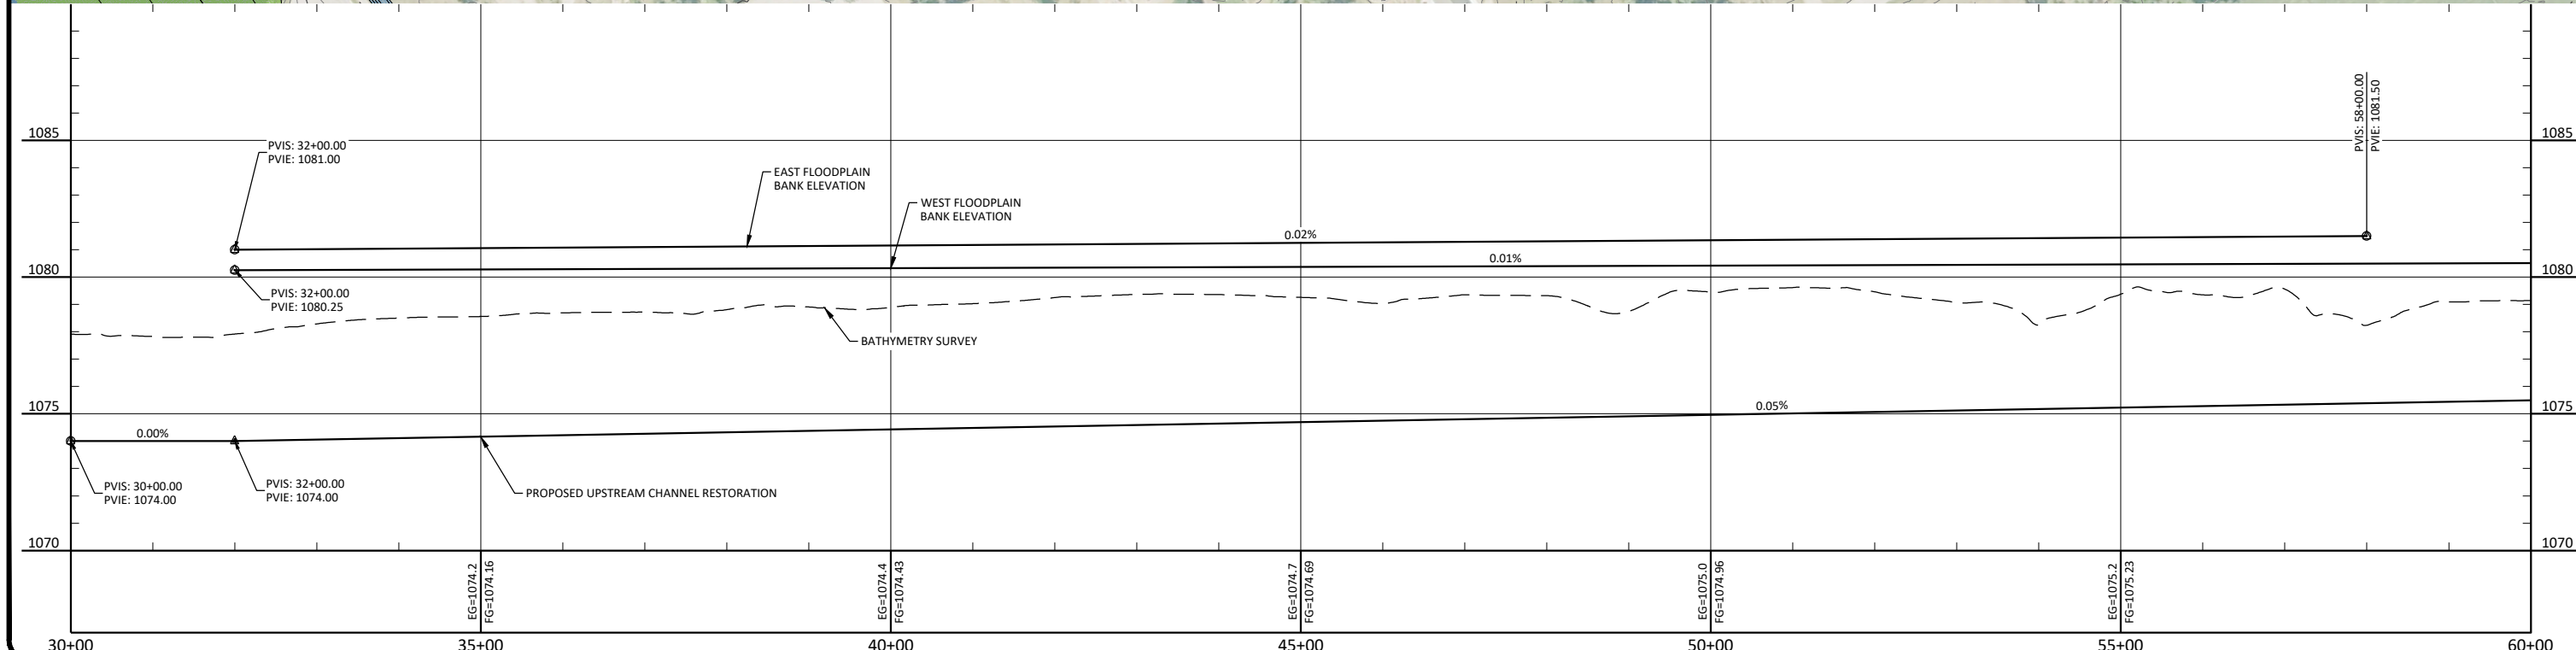 1085
1080
1075
1070
PVIS: 32+00.00
PVIE: 1081.00
EAST FLOODPLAIN
BANK ELEVATION
WEST FLOODPLAIN
BANK ELEVATION
0.02%
0.01%
PVIS: 58+00.00
PVIE: 1081.50
1085
1080
1075
1070
PVIS: 32+00.00
PVIE: 1080.25
BATHYMETRY SURVEY
0.00%
0.05%
PVIS: 30+00.00
PVIE: 1074.00
PVIS: 32+00.00
PVIE: 1074.00
PROPOSED UPSTREAM CHANNEL RESTORATION
EG=1074.2
FG=1074.16
EG=1074.4
FG=1074.43
EG=1074.7
FG=1074.69
EG=1075.0
FG=1074.96
EG=1075.2
FG=1075.23
30+00
35+00
40+00
45+00
50+00
55+00
60+00